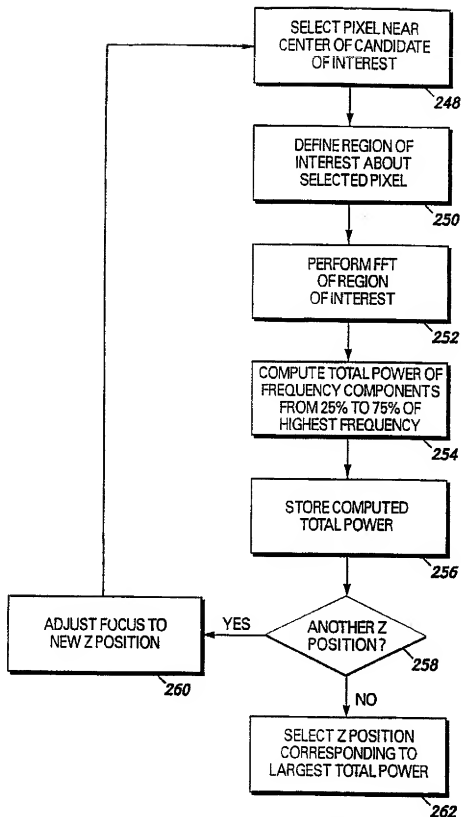 SELECT PIXEL NEAR
CENTER OF CANDIDATE
OF INTEREST
248
DEFINE REGION OF
INTEREST ABOUT
SELECTED PIXEL
250
PERFORM FFT
OF REGION
OF INTEREST
252
COMPUTE TOTAL POWER OF
FREQUENCY COMPONENTS
FROM 25% TO 75% OF
HIGHEST FREQUENCY
254
STORE COMPUTED
TOTAL POWER
256
ANOTHER Z
POSITION?
258
YES
ADJUST FOCUS TO
NEW Z POSITION
260
NO
SELECT Z POSITION
CORRESPONDING TO
LARGEST TOTAL POWER
262